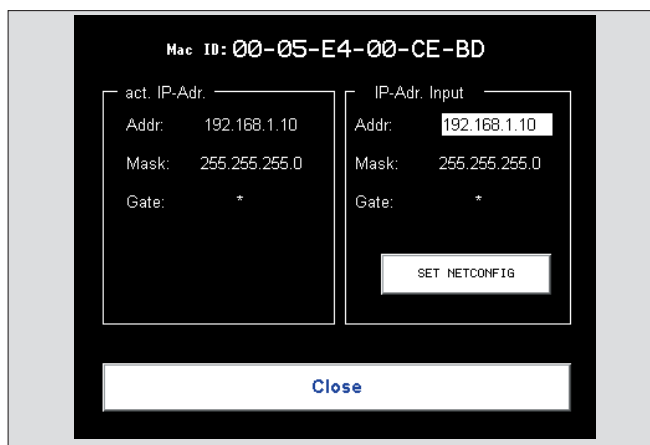 Mac ID: 00-05-E4-00-CE-BD
act. IP-Adr.
Addr: 192.168.1.10
Mask: 255.255.255.0
Gate: *
IP-Adr. Input
Addr: 192.168.1.10
Mask: 255.255.255.0
Gate: *
SET NETCONFIG
Close